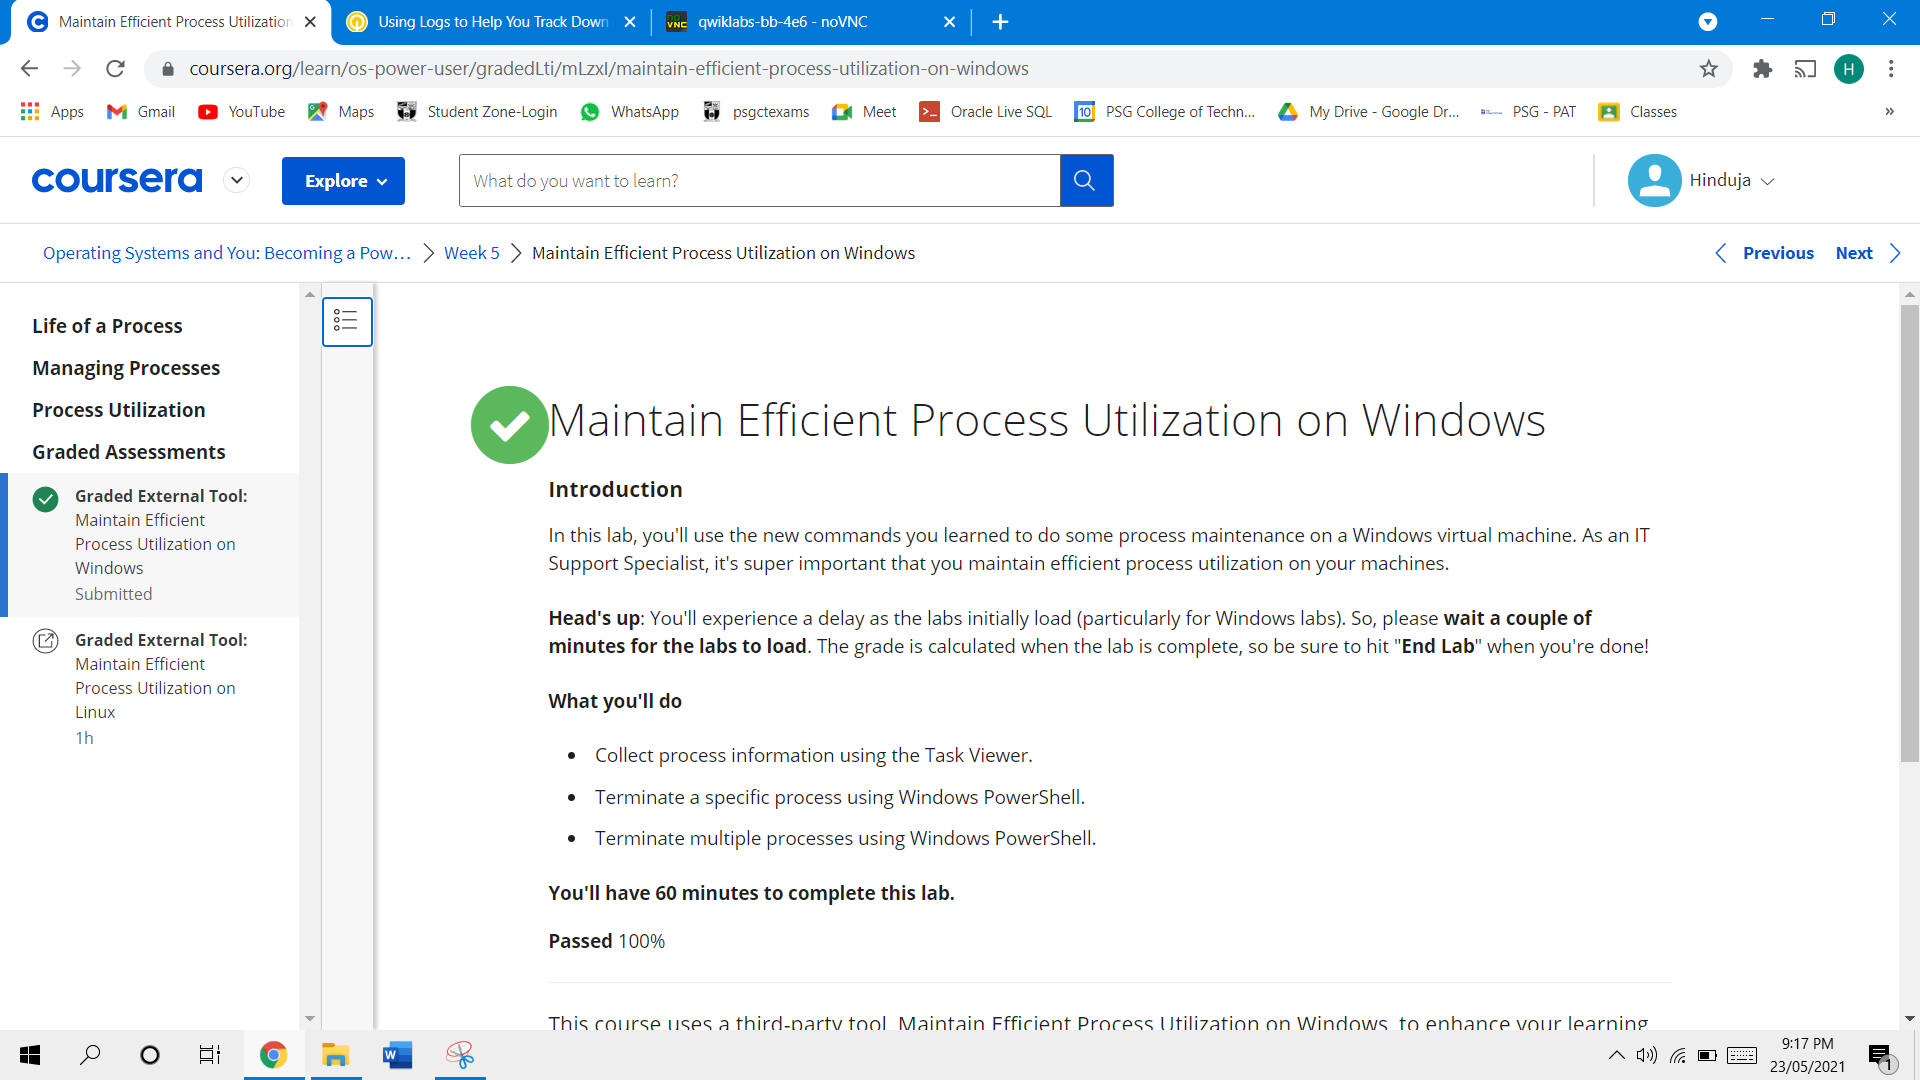 Maintain Efficient Process Utilization
Using Logs to Help You Track Down
qwiklabs-bb-4e6 - noVNC
coursera.org/learn/os-power-user/gradedLti/mLzxI/maintain-efficient-process-utilization-on-windows
H
Apps
Gmail
YouTube
Maps
Student Zone-Login
WhatsApp
psgctexams
Meet
Oracle Live SQL
10
PSG College of Techn...
My Drive - Google Dr...
PSG - PAT
Classes
»
coursera
Explore
What do you want to learn?
Hinduja
Operating Systems and You: Becoming a Pow...
Week 5
Maintain Efficient Process Utilization on Windows
Previous
Next
Life of a Process
Managing Processes
Process Utilization
Graded Assessments
Graded External Tool:
Maintain Efficient
Process Utilization on
Windows
Submitted
Graded External Tool:
Maintain Efficient
Process Utilization on
Linux
1h
Maintain Efficient Process Utilization on Windows
Introduction
In this lab, you'll use the new commands you learned to do some process maintenance on a Windows virtual machine. As an IT
Support Specialist, it's super important that you maintain efficient process utilization on your machines.
Head's up: You'll experience a delay as the labs initially load (particularly for Windows labs). So, please wait a couple of
minutes for the labs to load. The grade is calculated when the lab is complete, so be sure to hit "End Lab" when you're done!
What you'll do
• Collect process information using the Task Viewer.
• Terminate a specific process using Windows PowerShell.
• Terminate multiple processes using Windows PowerShell.
You'll have 60 minutes to complete this lab.
Passed 100%
This course uses a third-party tool, Maintain Efficient Process Utilization on Windows, to enhance your learning
9:17 PM
23/05/2021
1